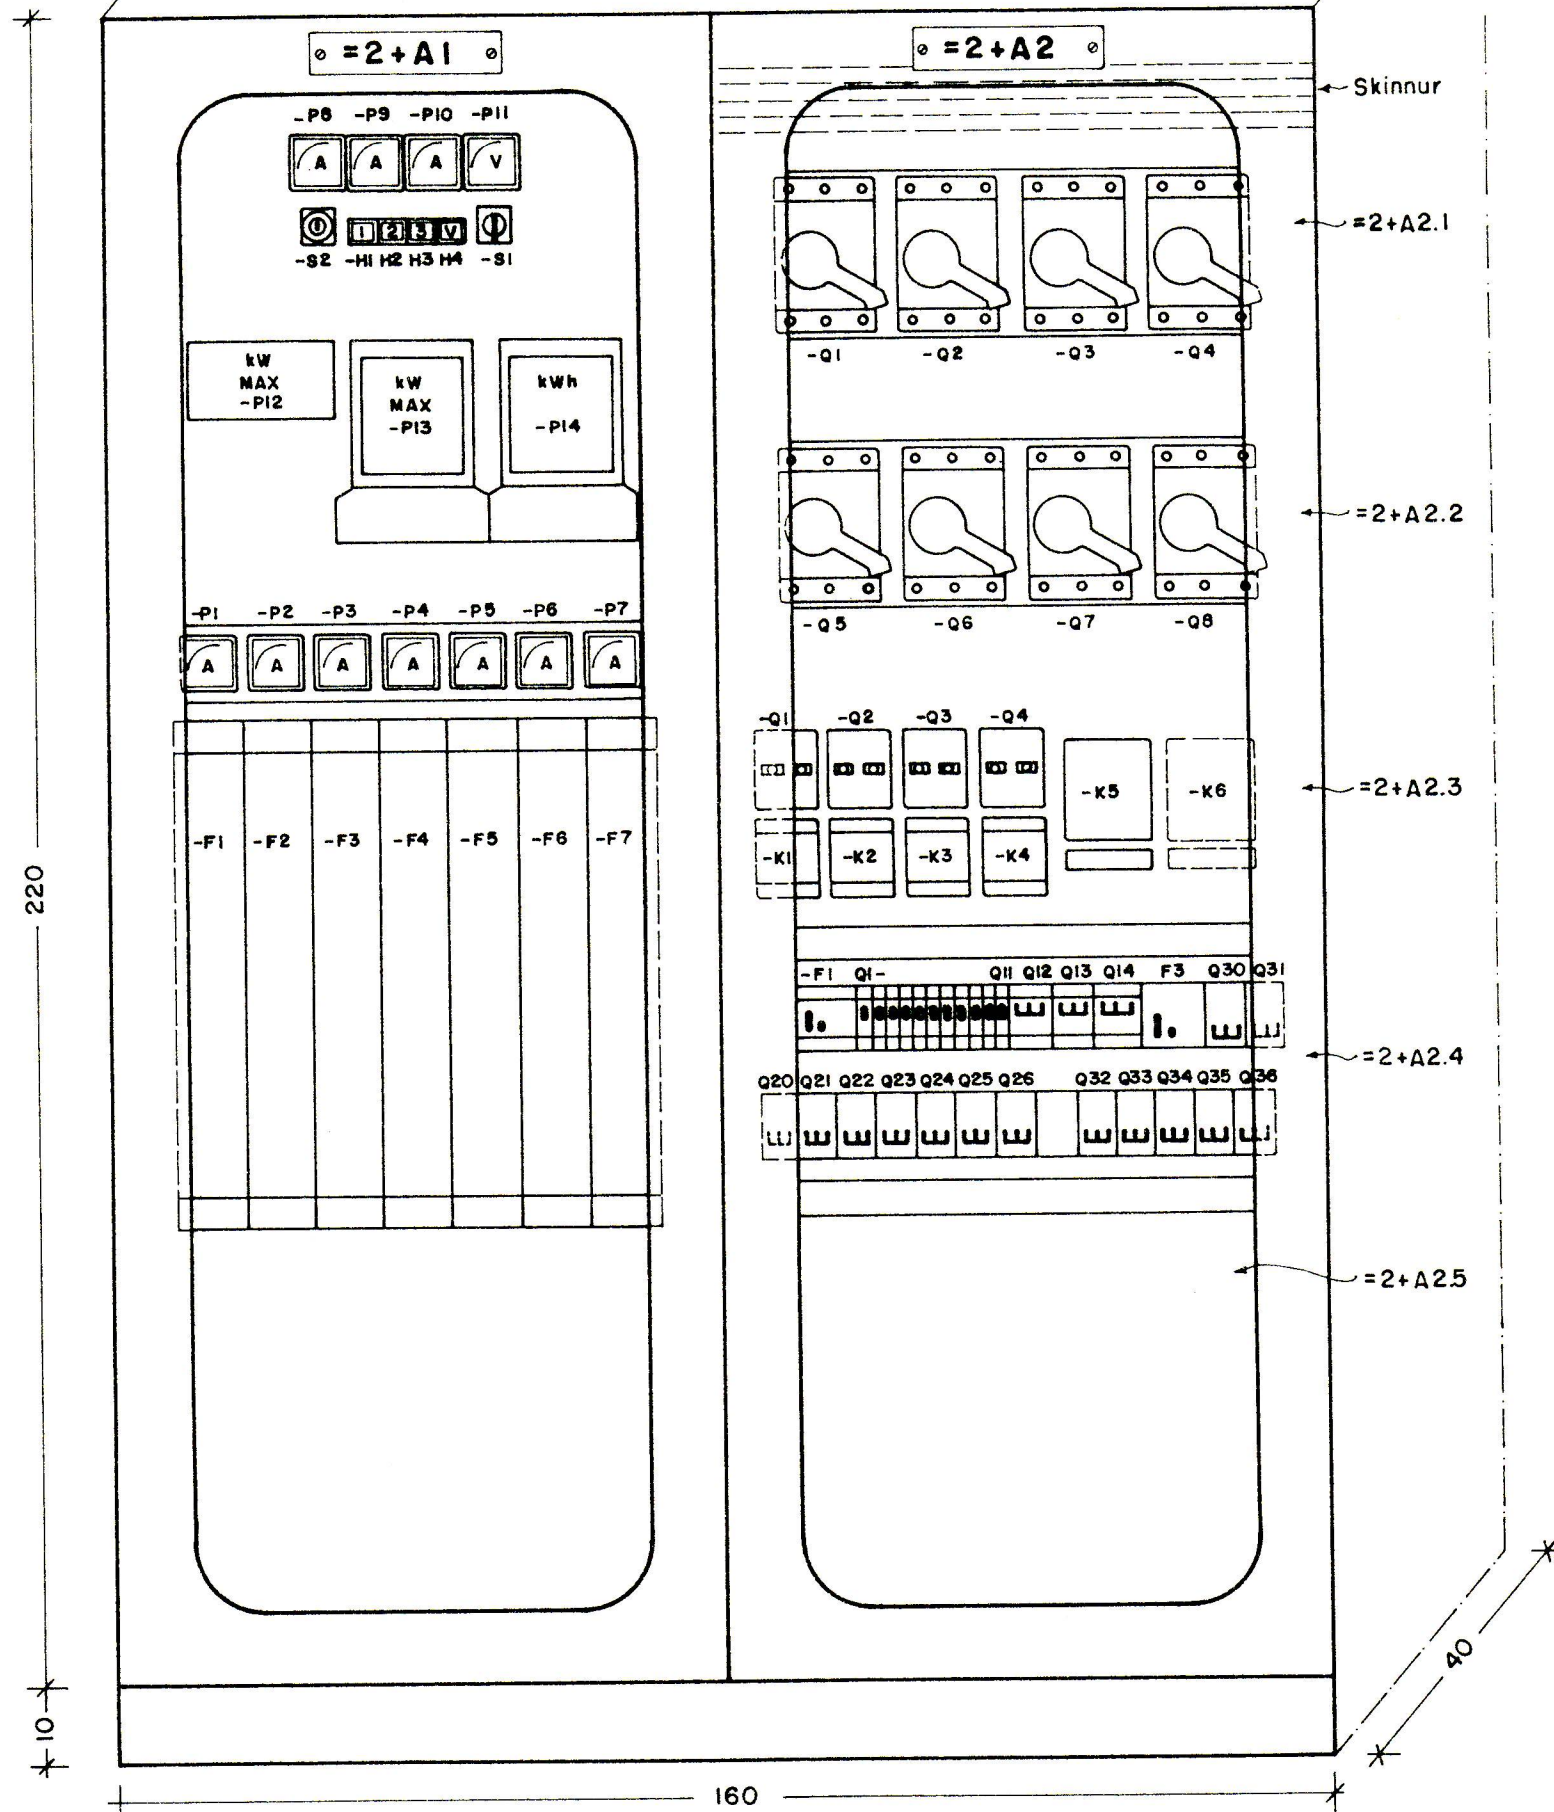 =2+A1
=2+A2
Skinnur
-P8 -P9 -P10 -P11
A A A V
1 2 3 V
-S2 -H1 H2 H3 H4 -S1
=2+A2.1
-Q1 -Q2 -Q3 -Q4
kW
MAX
-P12
kW
MAX
-P13
kWh
-P14
=2+A2.2
-Q5 -Q6 -Q7 -Q8
-P1 -P2 -P3 -P4 -P5 -P6 -P7
A A A A A A A
-Q1 -Q2 -Q3 -Q4
-K5 -K6
=2+A2.3
-F1 -F2 -F3 -F4 -F5 -F6 -F7
-K1 -K2 -K3 -K4
220
-F1 Q1- Q11 Q12 Q13 Q14 F3 Q30 Q31
=2+A2.4
Q20 Q21 Q22 Q23 Q24 Q25 Q26 Q32 Q33 Q34 Q35 Q36
=2+A2.5
40
10
160